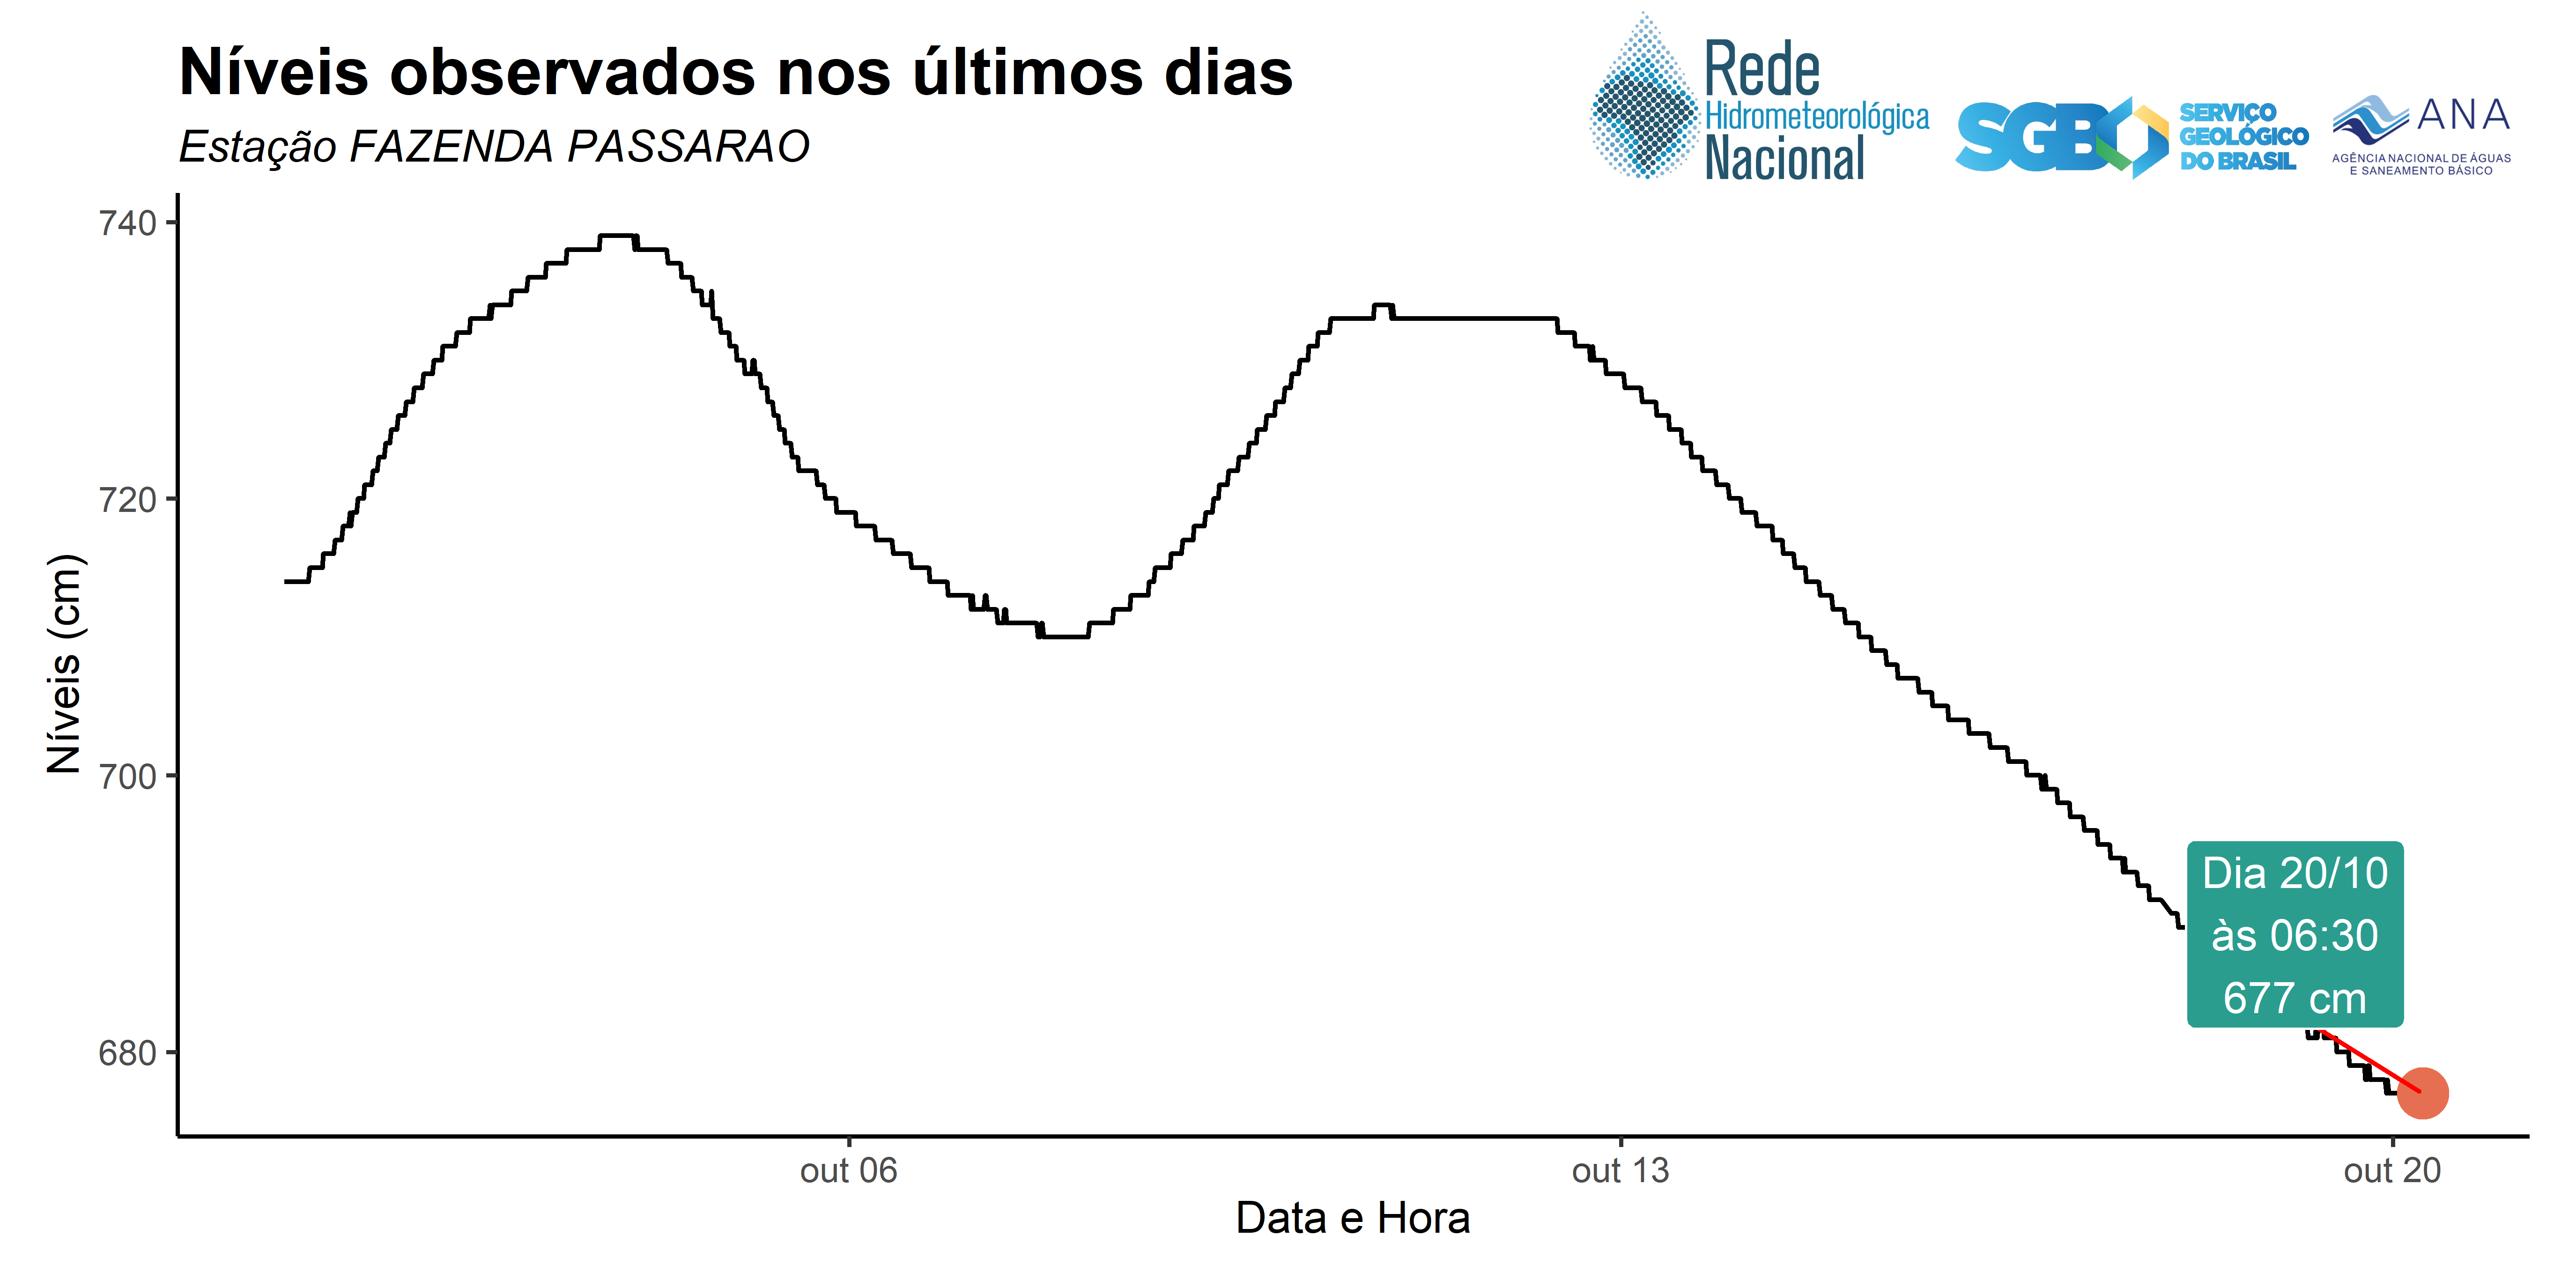 Níveis observados nos últimos dias
Estação FAZENDA PASSARAO
Rede
Hidrometeorológica
Nacional
SGB
SERVIÇO
GEOLÓGICO
DO BRASIL
ANA
AGÊNCIA NACIONAL DE ÁGUAS
E SANEAMENTO BÁSICO
Níveis (cm)
740
720
700
680
Dia 20/10
às 06:30
677 cm
out 06
out 13
out 20
Data e Hora